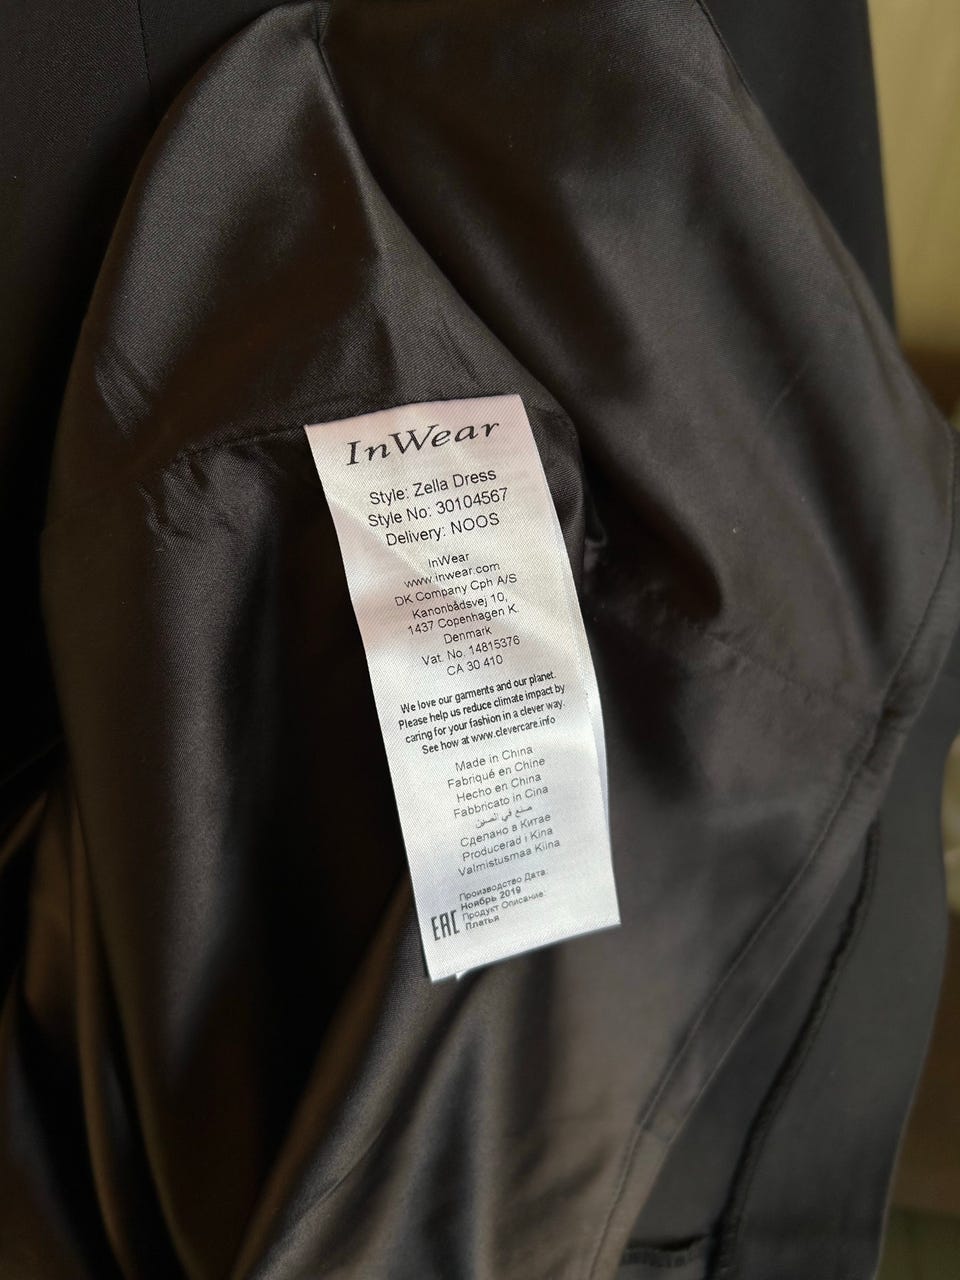 InWear
Style: Zella Dress
Style No: 30104567
Delivery: NOOS
InWear
www.inwear.com
DK Company Cph A/S
Kanonbådsvej 10,
1437 Copenhagen K.
Denmark
Vat. No. 14815376
CA 30 410
We love our garments and our planet.
Please help us reduce climate impact by
caring for your fashion in a clever way.
See how at www.clevercare.info
Made in China
Fabriqué en Chine
Hecho en China
Fabbricato in Cina
صنع في الصين
Сделано в Китае
Producerad i Kina
Valmistusmaa Kiina
Производство Дата:
Ноябрь 2019
Продукт Описание:
Платья
EAC